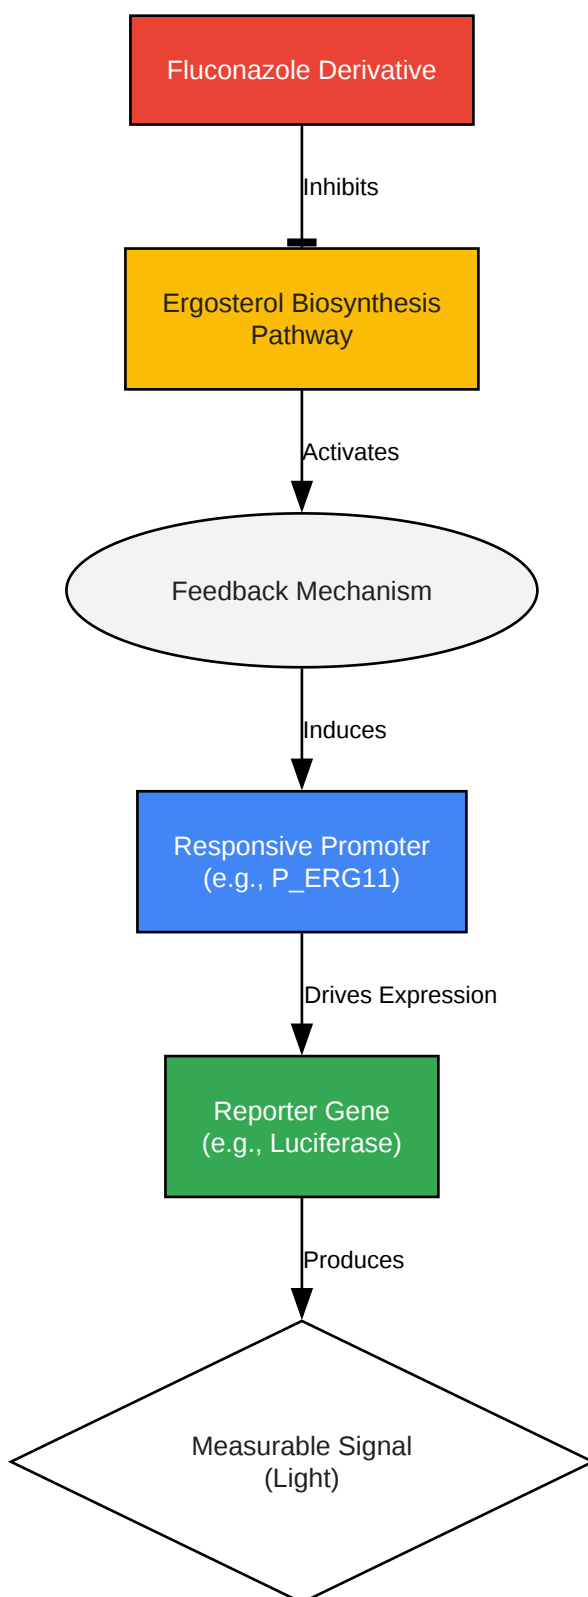 Fluconazole Derivative
Inhibits
Ergosterol Biosynthesis
Pathway
Activates
Feedback Mechanism
Induces
Responsive Promoter
(e.g., P_ERG11)
Drives Expression
Reporter Gene
(e.g., Luciferase)
Produces
Measurable Signal
(Light)